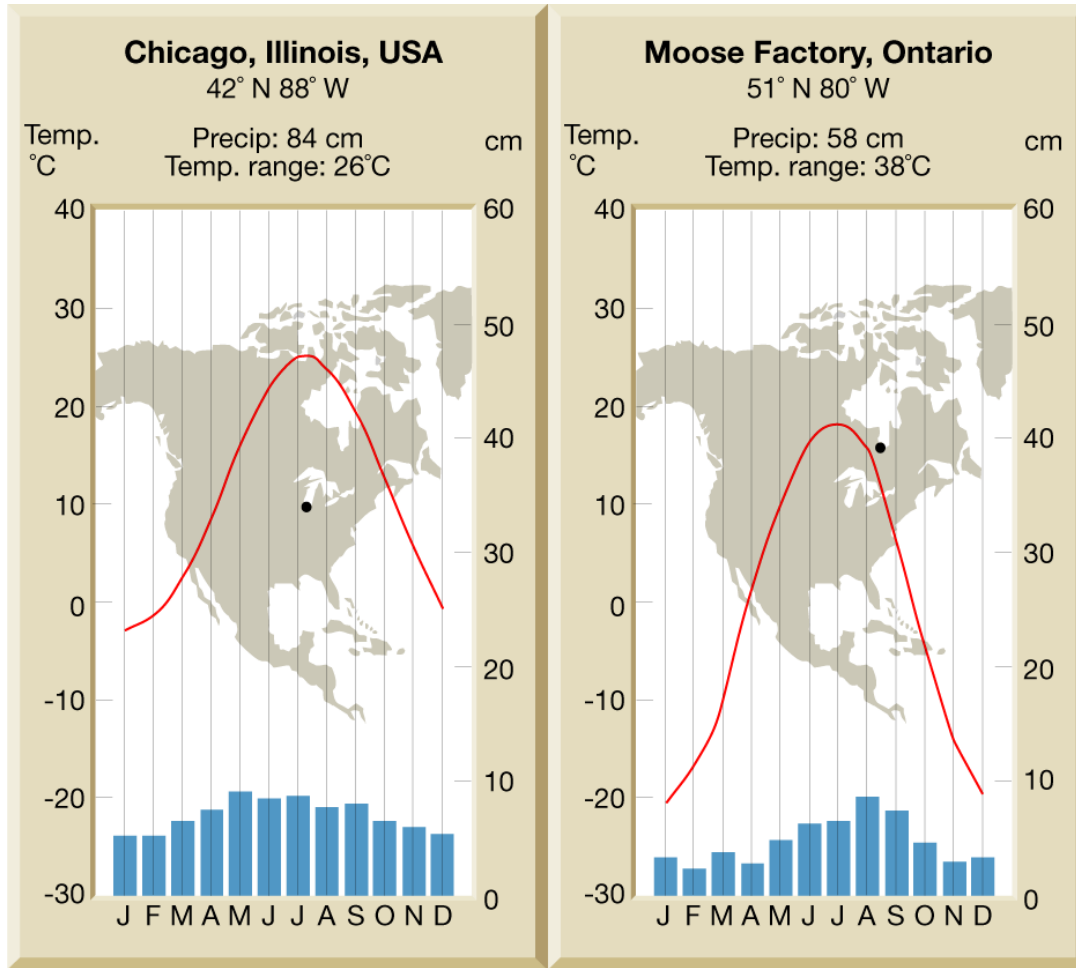 Chicago, Illinois, USA
42° N 88° W
Temp.
°C
Precip: 84 cm
Temp. range: 26°C
cm
40
30
20
10
0
-10
-20
-30
60
50
40
30
20
10
0
J F M A M J J A S O N D
Moose Factory, Ontario
51° N 80° W
Temp.
°C
Precip: 58 cm
Temp. range: 38°C
cm
40
30
20
10
0
-10
-20
-30
60
50
40
30
20
10
0
J F M A M J J A S O N D